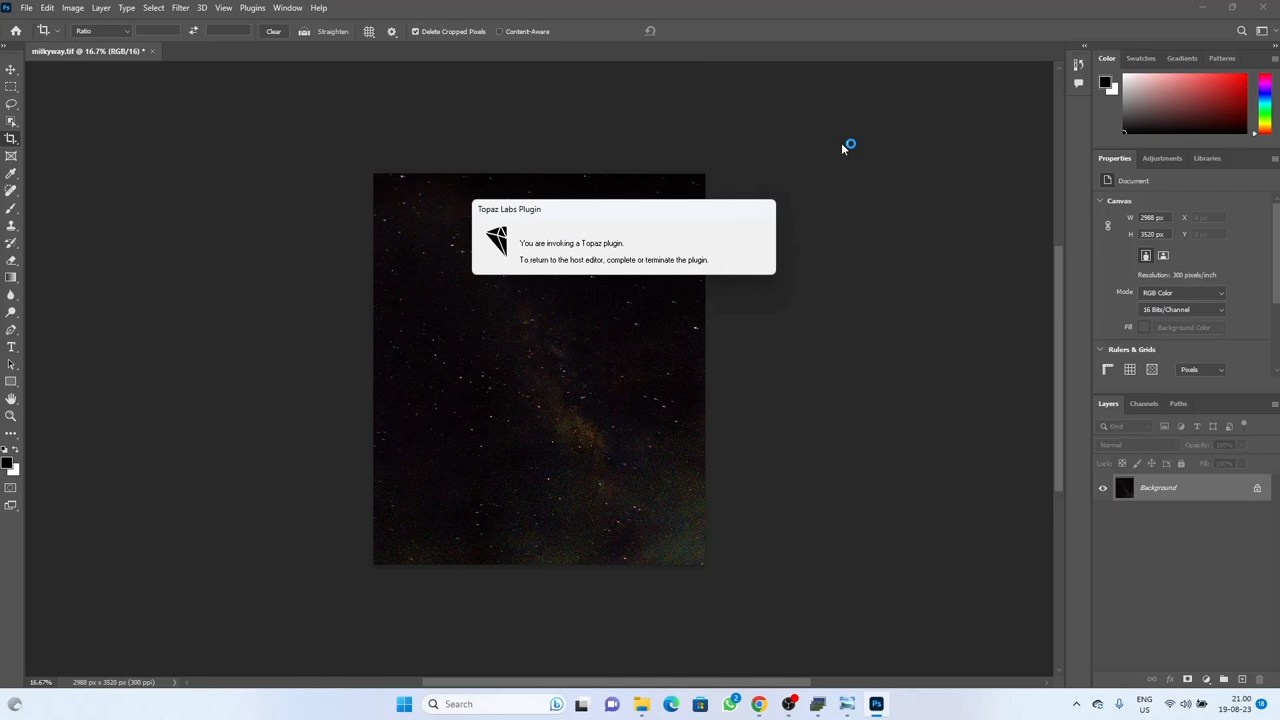 File Edit Image Layer Type Select Filter 3D View Plugins Window Help
Ratio Clear Straighten Delete Cropped Pixels Content-Aware
milkyway.tif @ 16.7% (RGB/16) * ×
Color Swatches Gradients Patterns
Properties Adjustments Libraries
Document
Canvas
W 2988 px X 0 px
H 3520 px Y 0 px
Resolution: 300 pixels/inch
Mode RGB Color
16 Bits/Channel
Fill Background Color
Rulers & Grids
Pixels
Layers Channels Paths
Kind
Normal Opacity: 100%
Lock: Fill: 100%
Background
Topaz Labs Plugin
You are invoking a Topaz plugin.
To return to the host editor, complete or terminate the plugin.
16.67% 2988 px x 3520 px (300 ppi)
Search
2
Ps
ENG
US
21.00
19-08-23
18